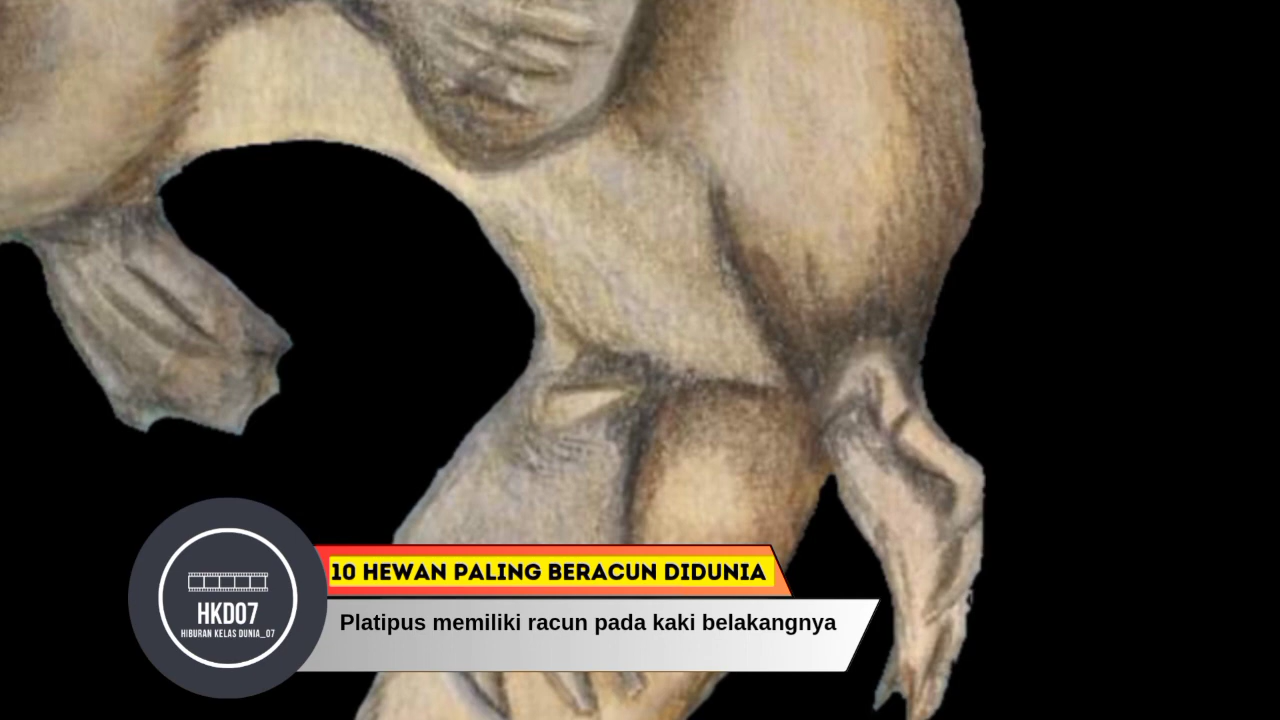 10 HEWAN PALING BERACUN DIDUNIA
Platipus memiliki racun pada kaki belakangnya
HKD07
HIBURAN KELAS DUNIA_07